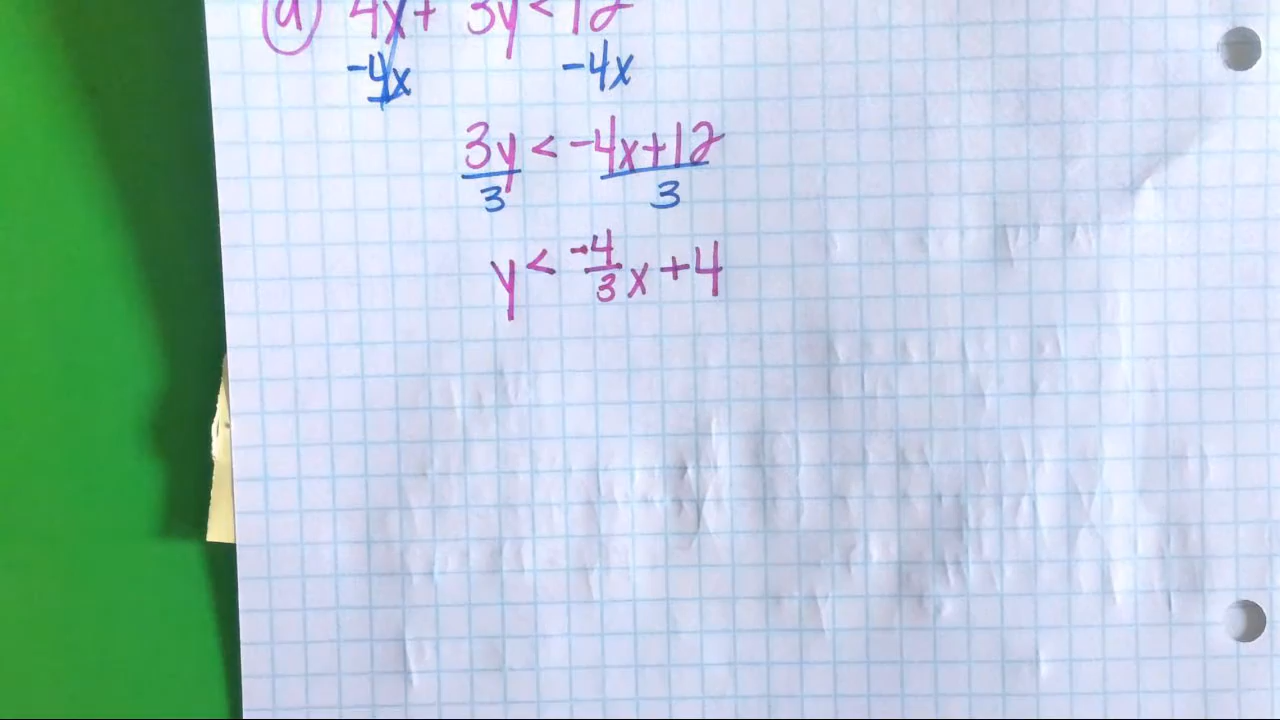 a 4x + 3y < 12
-4x -4x
3y < -4x+12
3 3
y < -4/3 x + 4